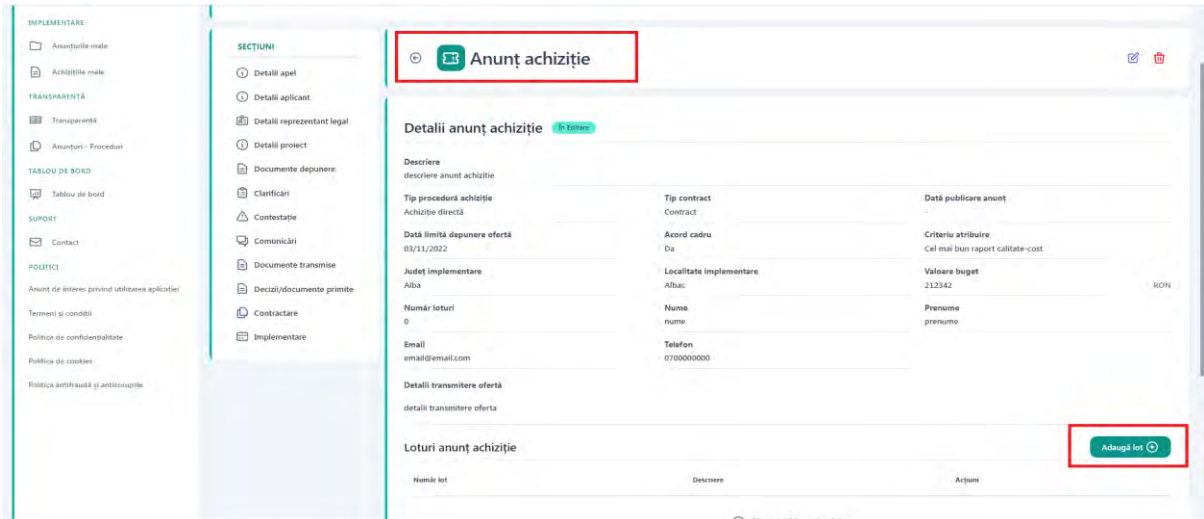 IMPLEMENTARE
Anunțurile mele
Achizițiile mele
TRANSPARENȚĂ
Transparență
Anunțuri - Proceduri
TABLOU DE BORD
Tablou de bord
SUPORT
Contact
POLITICI
Anunț de interes privind utilizarea aplicației
Termeni și condiții
Politica de confidențialitate
Politica de cookies
Politica antifraudă și anticorupție
SECȚIUNI
Detalii apel
Detalii aplicant
Detalii reprezentant legal
Detalii proiect
Documente depunere
Clarificări
Contestație
Comunicări
Documente transmise
Decizii/documente primite
Contractare
Implementare
Anunț achiziție
Detalii anunț achiziție În Editare
Descriere
descriere anunt achizitie
Tip procedură achiziție Tip contract Dată publicare anunț
Achiziție directă Contract -
Dată limită depunere ofertă Acord cadru Criteriu atribuire
03/11/2022 Da Cel mai bun raport calitate-cost
Județ implementare Localitate implementare Valoare buget
Alba Albac 212342 RON
Număr loturi Nume Prenume
0 nume prenume
Email Telefon
email@email.com 0700000000
Detalii transmitere ofertă
detalii transmitere oferta
Loturi anunț achiziție Adaugă lot
Număr lot Descriere Acțiuni